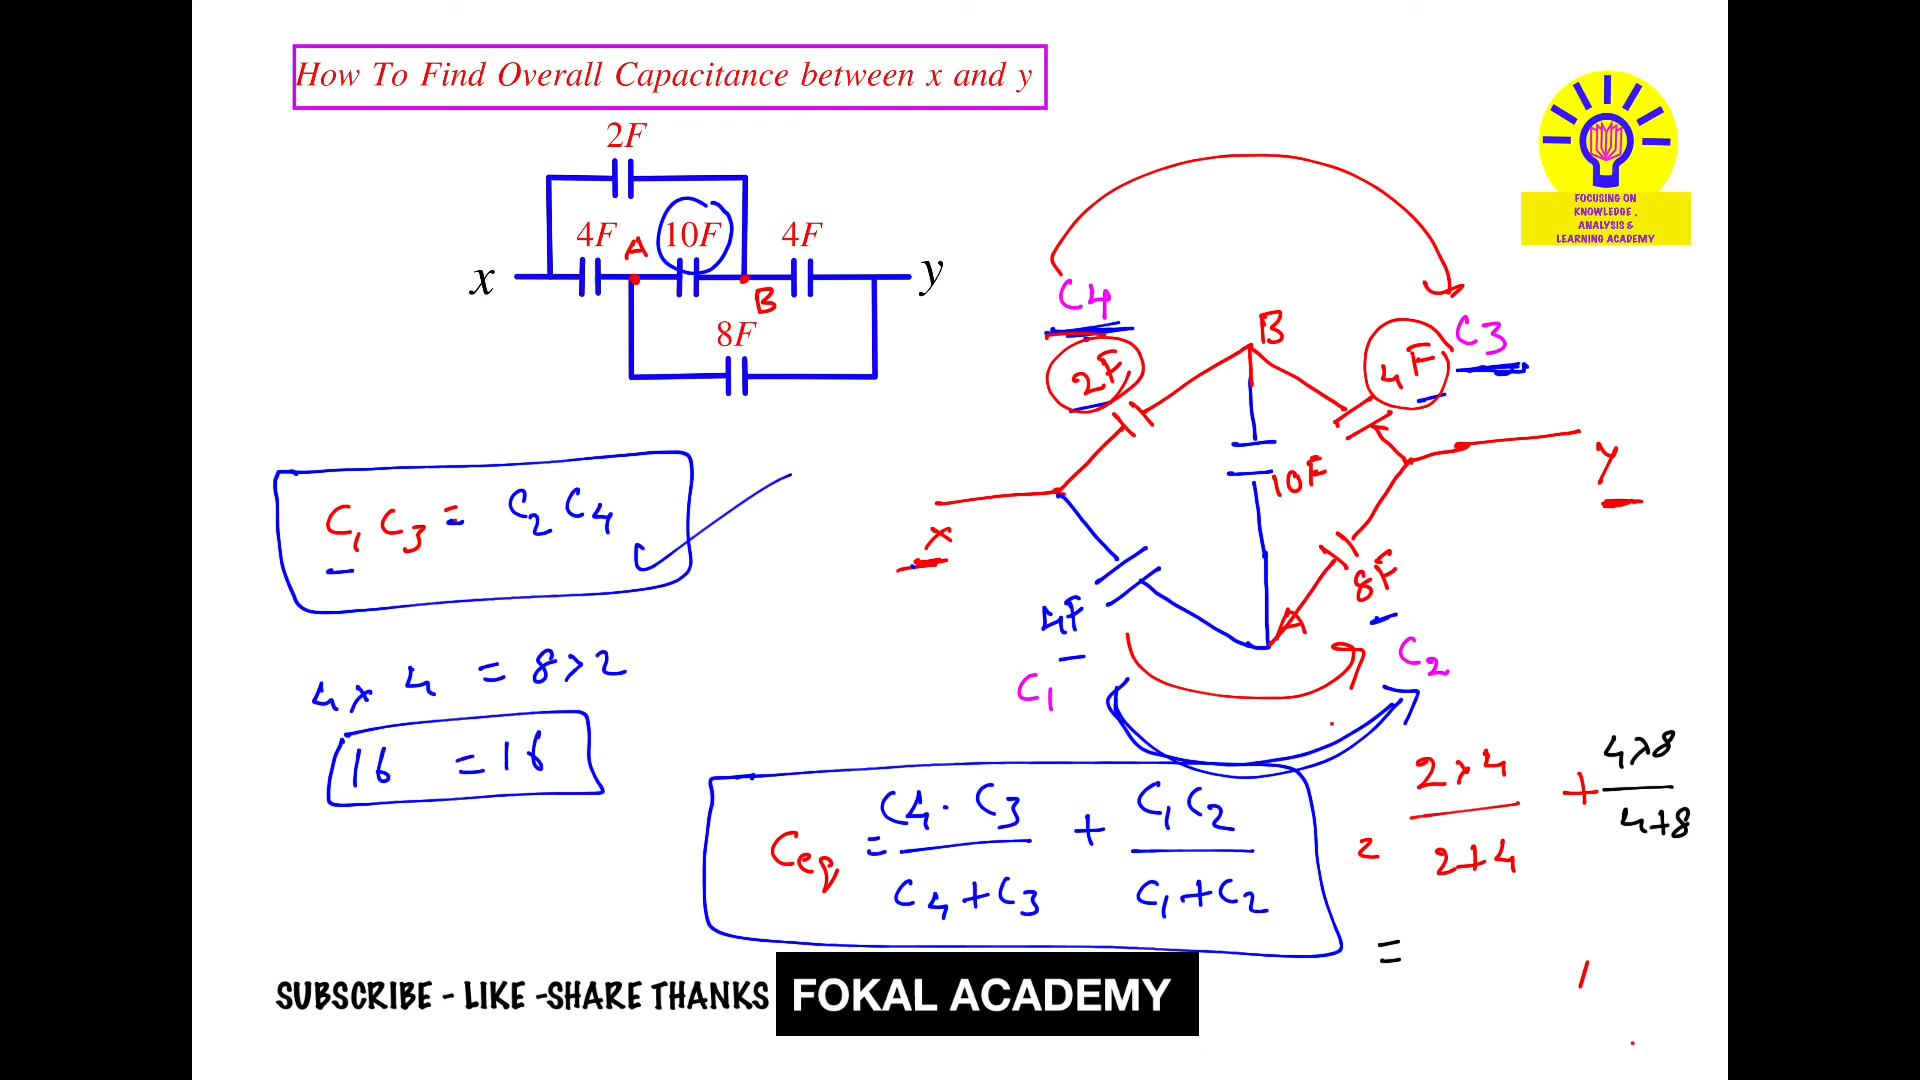 How To Find Overall Capacitance between x and y
FOCUSING ON
KNOWLEDGE ,
ANALYSIS &
LEARNING ACADEMY
2F
4F A 10F 4F
x y
B
8F
C4
2F
B
4F C3
10F
x
y
4F
C1
A
8F
C2
C1 C3 = C2 C4
4 x 4 = 8 x 2
16 = 16
Ceq = C4 . C3 / C4 + C3 + C1 C2 / C1 + C2
= 2 x 4 / 2 + 4 + 4 x 8 / 4 + 8
=
SUBSCRIBE - LIKE -SHARE THANKS
FOKAL ACADEMY